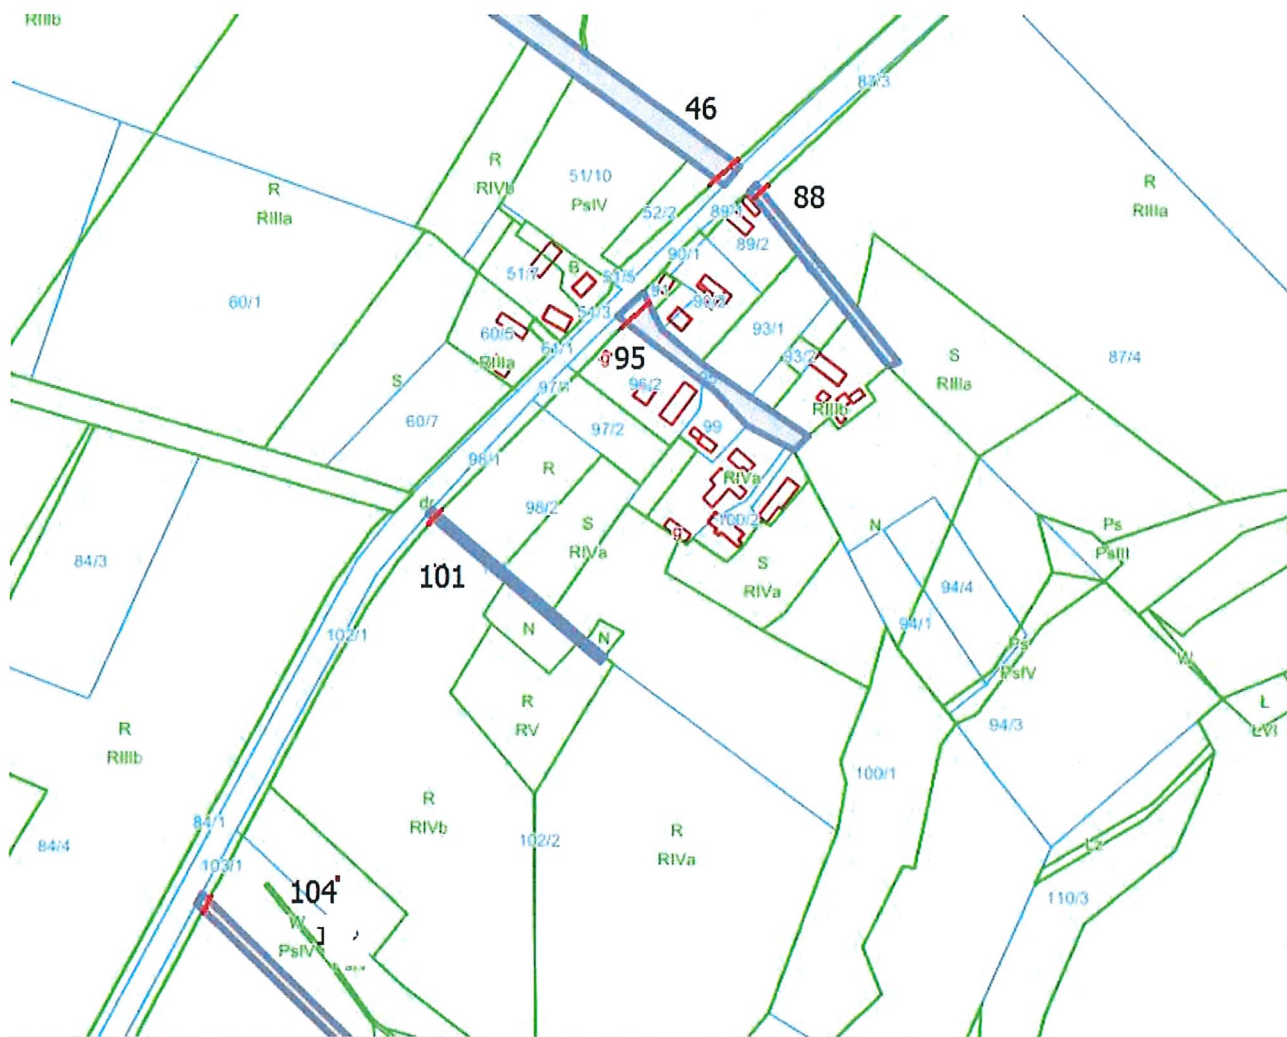 RIIIb
87/3
46
R
RIVb
51/10
PsIV
R
RIIIa
88
R
RIIIa
52/2
89/1
89/2
90/1
51/7
B
51/5
91
60/1
54/3
93/1
60/5
RIIIa
61/1
g
95
93/2
S
RIIIa
87/4
S
97/1
96/2
60/7
97/2
99
RIIIb
98/1
R
RIVa
dr
98/2
100/2
S
RIVa
g
N
Ps
PsIII
84/3
101
S
RIVa
94/4
94/1
102/1
N
N
Ps
PsIV
W
R
RV
94/3
Ł
ŁVI
R
RIIIb
100/1
R
RIVb
84/1
102/2
R
RIVa
84/4
Lz
103/1
104
110/3
W
PsIV